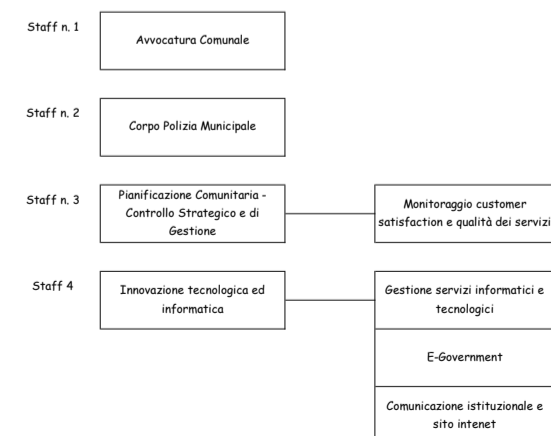 Staff n. 1
Avvocatura Comunale
Staff n. 2
Corpo Polizia Municipale
Staff n. 3
Pianificazione Comunitaria -
Controllo Strategico e di
Gestione
Monitoraggio customer
satisfaction e qualità dei servizi
Staff 4
Innovazione tecnologica ed
informatica
Gestione servizi informatici e
tecnologici
E-Government
Comunicazione istituzionale e
sito intenet